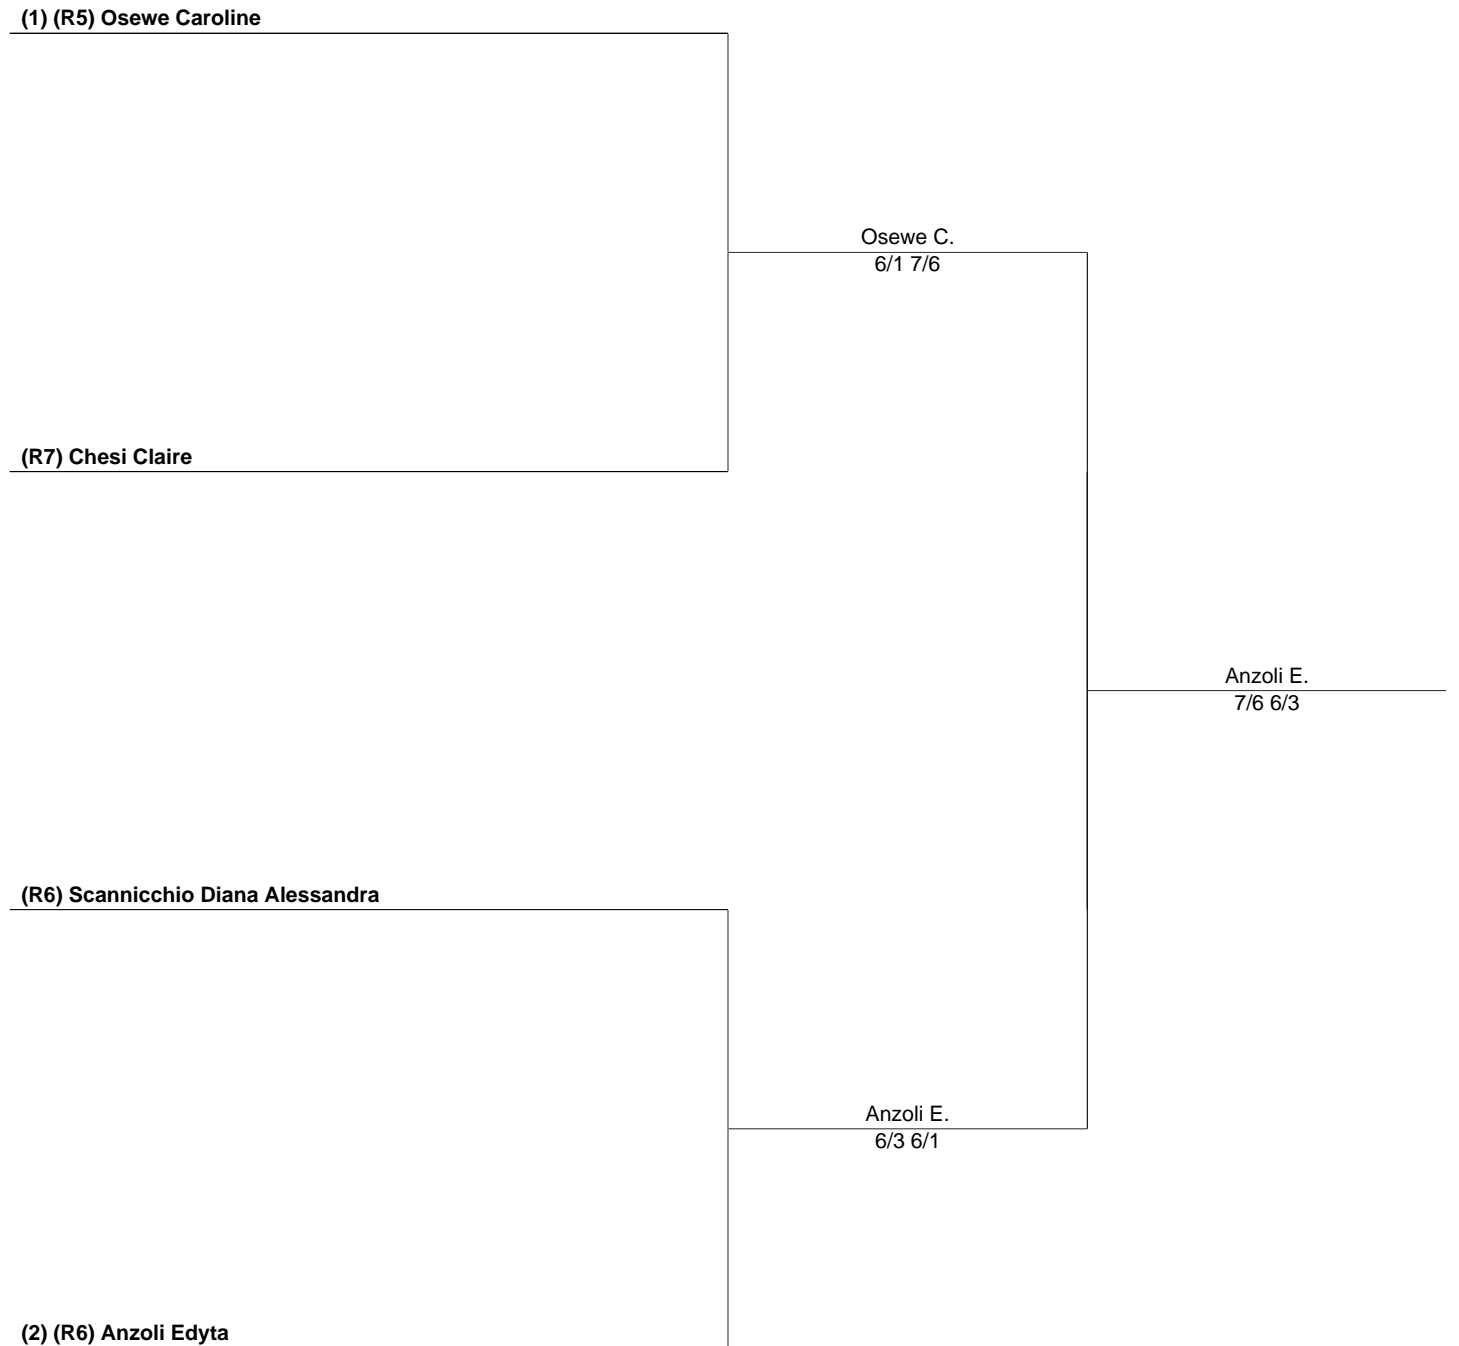 (1) (R5) Osewe Caroline
Osewe C.
6/1 7/6
(R7) Chesi Claire
Anzoli E.
7/6 6/3
(R6) Scannicchio Diana Alessandra
Anzoli E.
6/3 6/1
(2) (R6) Anzoli Edyta